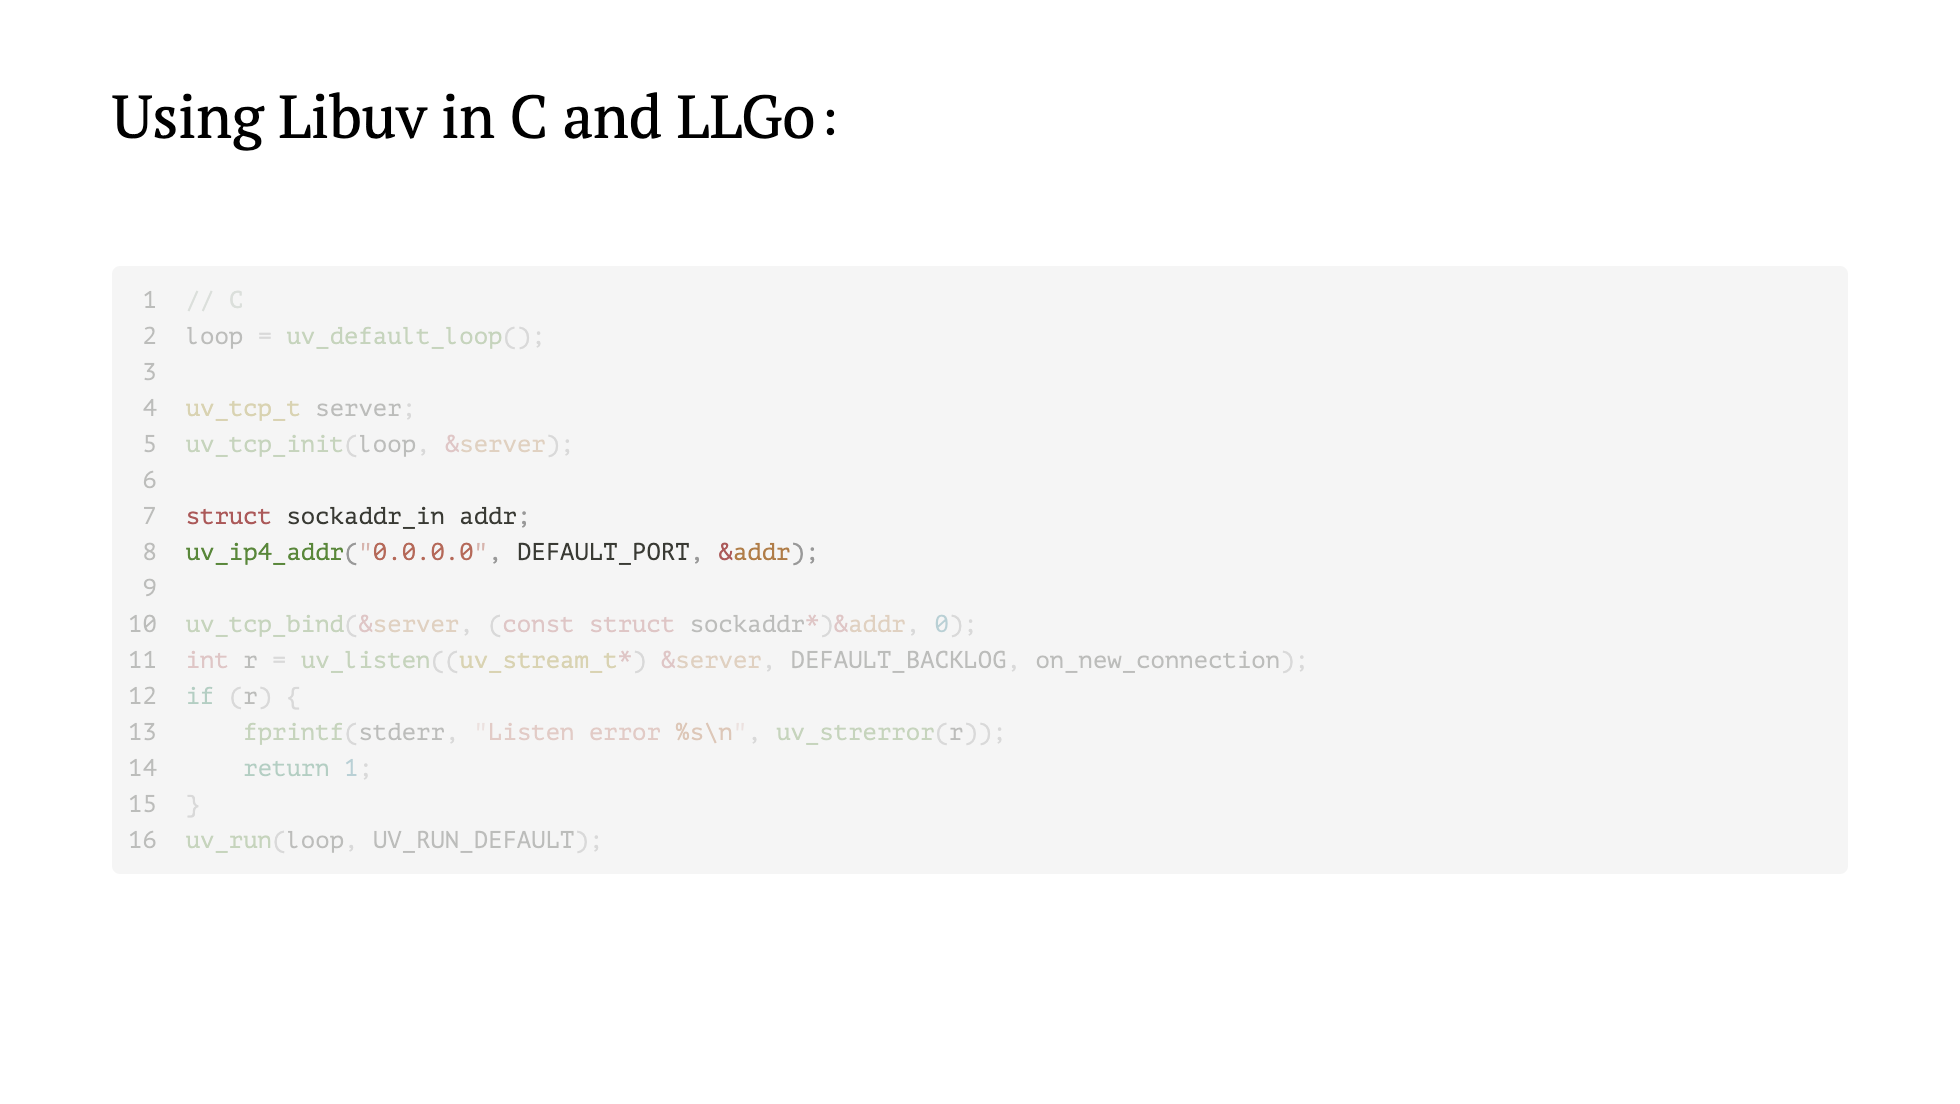 Using Libuv in C and LLGo:
1 // C
2 loop = uv_default_loop();
3
4 uv_tcp_t server;
5 uv_tcp_init(loop, &server);
6
7 struct sockaddr_in addr;
8 uv_ip4_addr("0.0.0.0", DEFAULT_PORT, &addr);
9
10 uv_tcp_bind(&server, (const struct sockaddr*)&addr, 0);
11 int r = uv_listen((uv_stream_t*) &server, DEFAULT_BACKLOG, on_new_connection);
12 if (r) {
13     fprintf(stderr, "Listen error %s\n", uv_strerror(r));
14     return 1;
15 }
16 uv_run(loop, UV_RUN_DEFAULT);